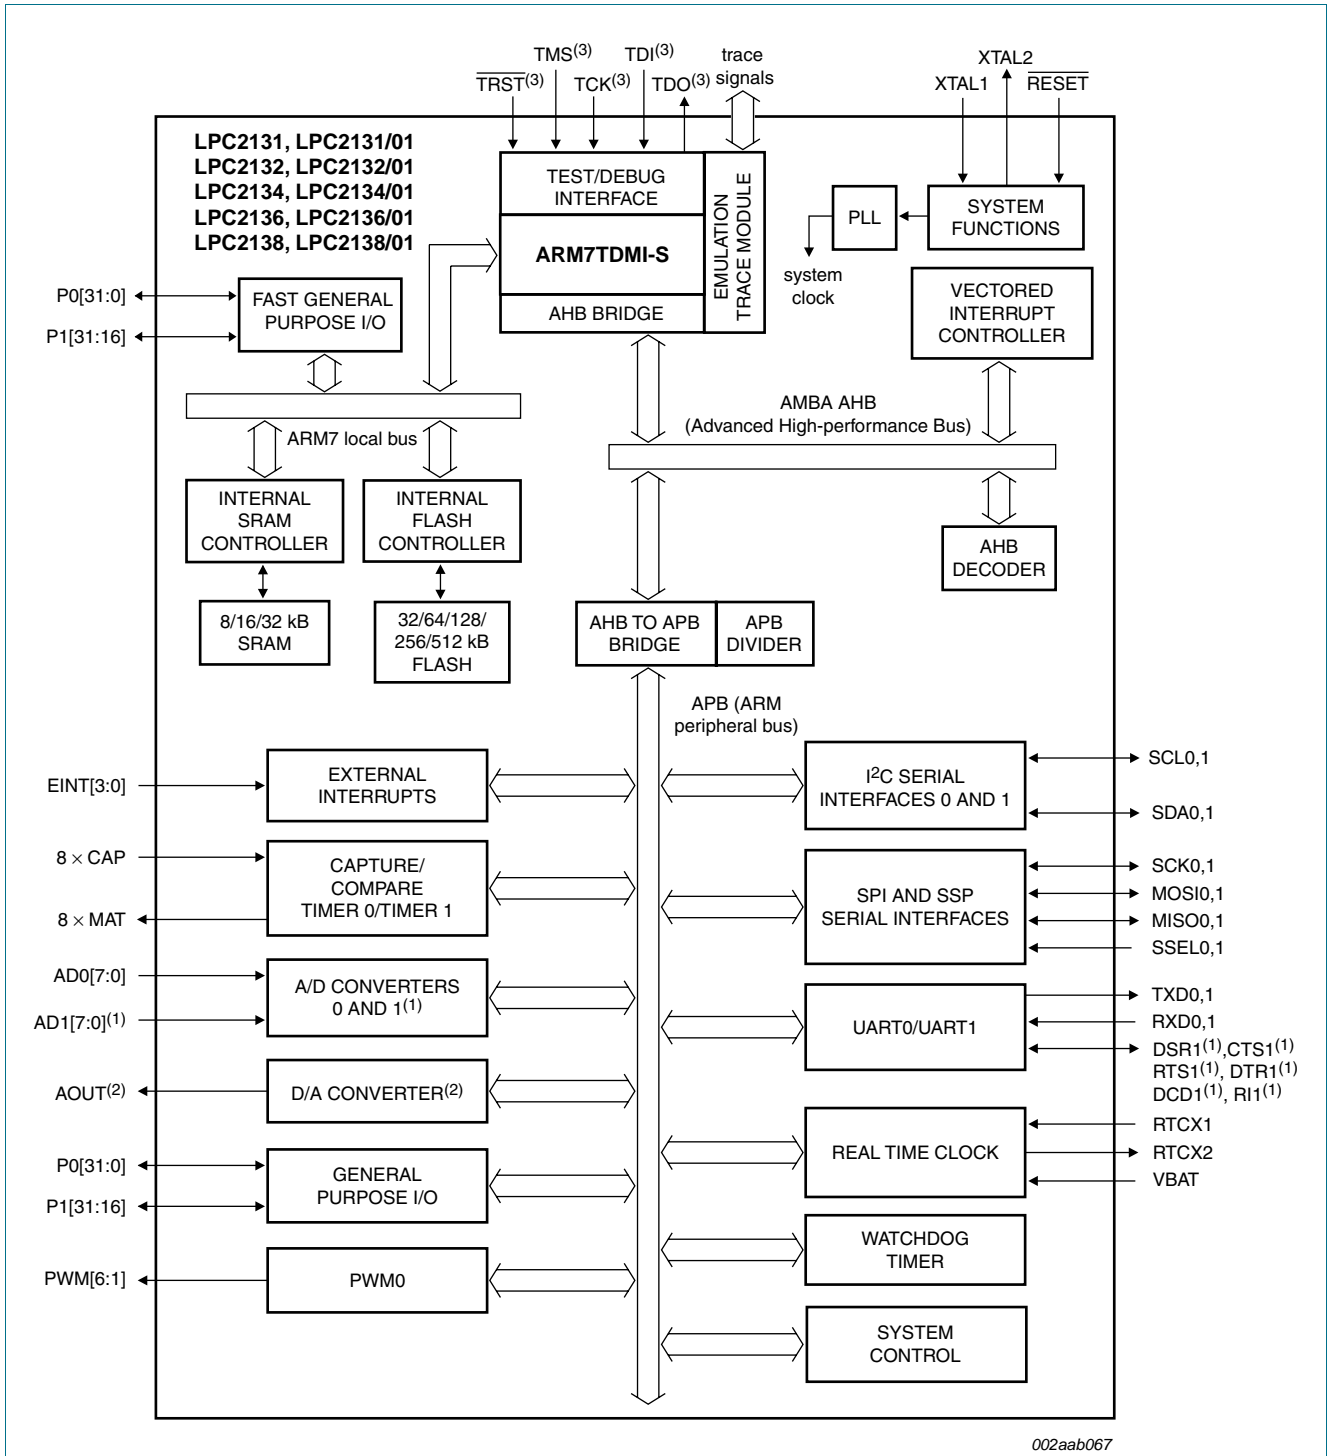 TMS(3)
TDI(3)
trace
signals
TRST(3)
TCK(3)
TDO(3)
XTAL2
XTAL1
RESET
LPC2131, LPC2131/01
LPC2132, LPC2132/01
LPC2134, LPC2134/01
LPC2136, LPC2136/01
LPC2138, LPC2138/01
TEST/DEBUG
INTERFACE
ARM7TDMI-S
AHB BRIDGE
EMULATION
TRACE MODULE
PLL
SYSTEM
FUNCTIONS
system
clock
VECTORED
INTERRUPT
CONTROLLER
P0[31:0]
P1[31:16]
FAST GENERAL
PURPOSE I/O
ARM7 local bus
AMBA AHB
(Advanced High-performance Bus)
INTERNAL
SRAM
CONTROLLER
INTERNAL
FLASH
CONTROLLER
AHB
DECODER
8/16/32 kB
SRAM
32/64/128/
256/512 kB
FLASH
AHB TO APB
BRIDGE
APB
DIVIDER
APB (ARM
peripheral bus)
EINT[3:0]
EXTERNAL
INTERRUPTS
I2C SERIAL
INTERFACES 0 AND 1
SCL0,1
SDA0,1
8 × CAP
8 × MAT
CAPTURE/
COMPARE
TIMER 0/TIMER 1
SPI AND SSP
SERIAL INTERFACES
SCK0,1
MOSI0,1
MISO0,1
SSEL0,1
AD0[7:0]
AD1[7:0](1)
A/D CONVERTERS
0 AND 1(1)
UART0/UART1
TXD0,1
RXD0,1
DSR1(1),CTS1(1)
RTS1(1), DTR1(1)
DCD1(1), RI1(1)
AOUT(2)
D/A CONVERTER(2)
REAL TIME CLOCK
RTCX1
RTCX2
VBAT
P0[31:0]
P1[31:16]
GENERAL
PURPOSE I/O
WATCHDOG
TIMER
PWM[6:1]
PWM0
SYSTEM
CONTROL
002aab067